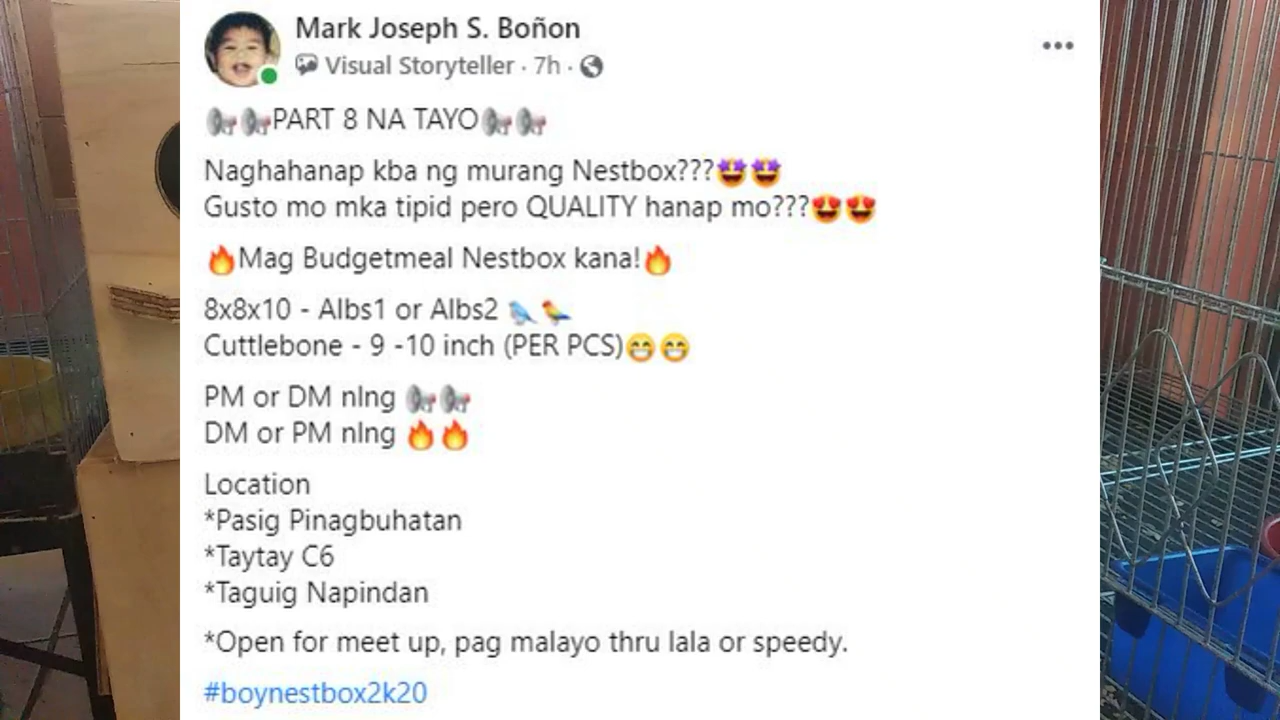 Mark Joseph S. Boñon
Visual Storyteller · 7h ·
PART 8 NA TAYO
Naghahanap kba ng murang Nestbox???🤩🤩
Gusto mo mka tipid pero QUALITY hanap mo???😍😍
🔥Mag Budgetmeal Nestbox kana!🔥
8x8x10 - Albs1 or Albs2
Cuttlebone - 9 -10 inch (PER PCS)😁😁
PM or DM nlng
DM or PM nlng 🔥🔥
Location
*Pasig Pinagbuhatan
*Taytay C6
*Taguig Napindan
*Open for meet up, pag malayo thru lala or speedy.
#boynestbox2k20